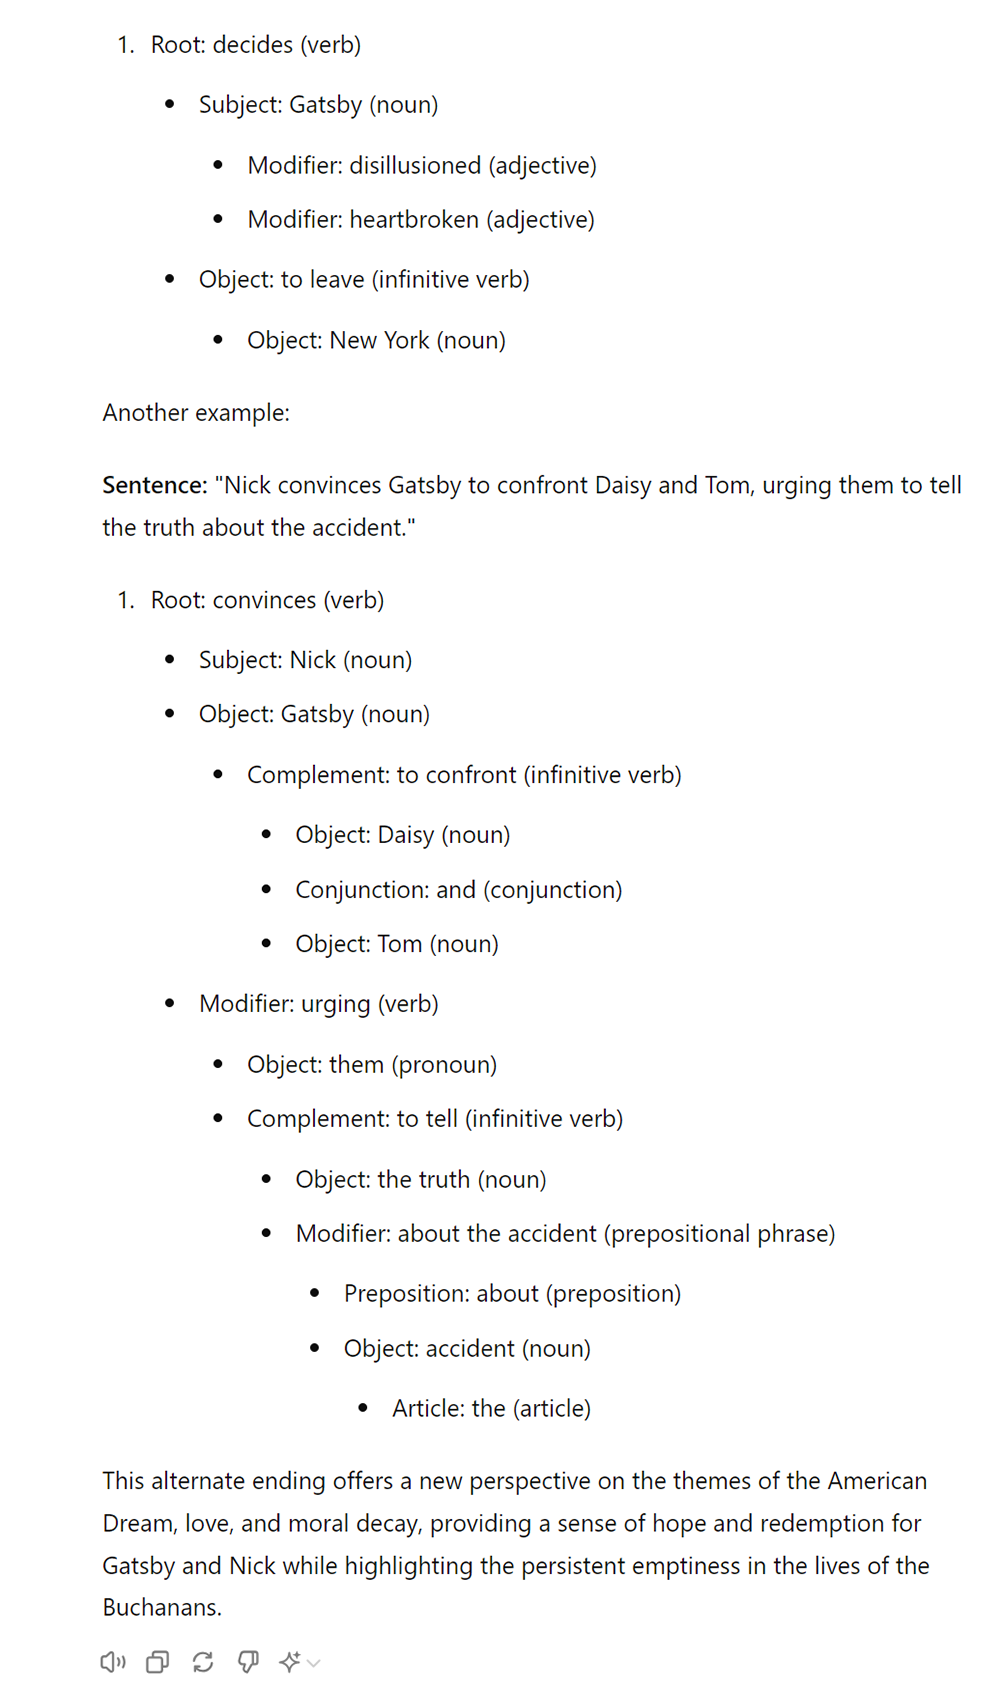 1. Root: decides (verb)
• Subject: Gatsby (noun)
• Modifier: disillusioned (adjective)
• Modifier: heartbroken (adjective)
• Object: to leave (infinitive verb)
• Object: New York (noun)
Another example:
Sentence: "Nick convinces Gatsby to confront Daisy and Tom, urging them to tell
the truth about the accident."
1. Root: convinces (verb)
• Subject: Nick (noun)
• Object: Gatsby (noun)
• Complement: to confront (infinitive verb)
• Object: Daisy (noun)
• Conjunction: and (conjunction)
• Object: Tom (noun)
• Modifier: urging (verb)
• Object: them (pronoun)
• Complement: to tell (infinitive verb)
• Object: the truth (noun)
• Modifier: about the accident (prepositional phrase)
• Preposition: about (preposition)
• Object: accident (noun)
• Article: the (article)
This alternate ending offers a new perspective on the themes of the American
Dream, love, and moral decay, providing a sense of hope and redemption for
Gatsby and Nick while highlighting the persistent emptiness in the lives of the
Buchanans.